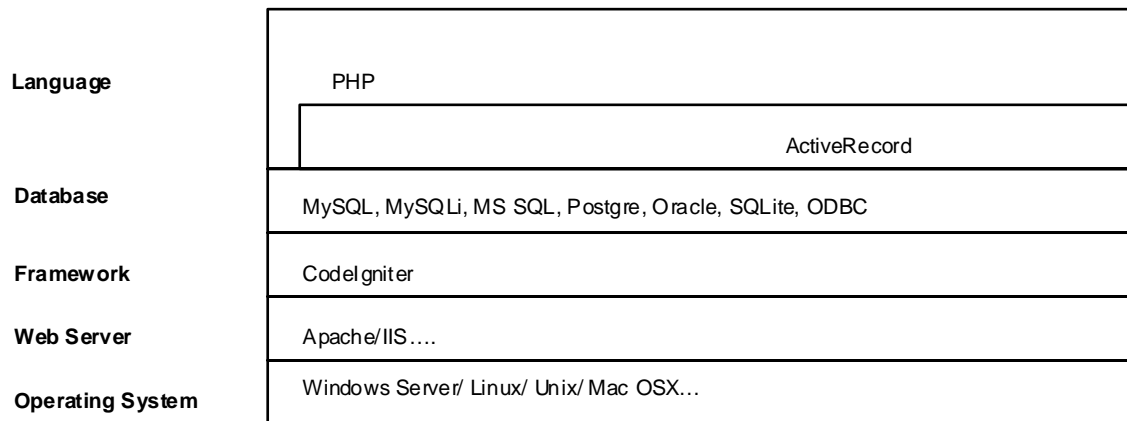 Language PHP
ActiveRecord
Database MySQL, MySQLi, MS SQL, Postgre, Oracle, SQLite, ODBC
Framework CodeIgniter
Web Server Apache/IIS....
Operating System Windows Server/ Linux/ Unix/ Mac OSX...